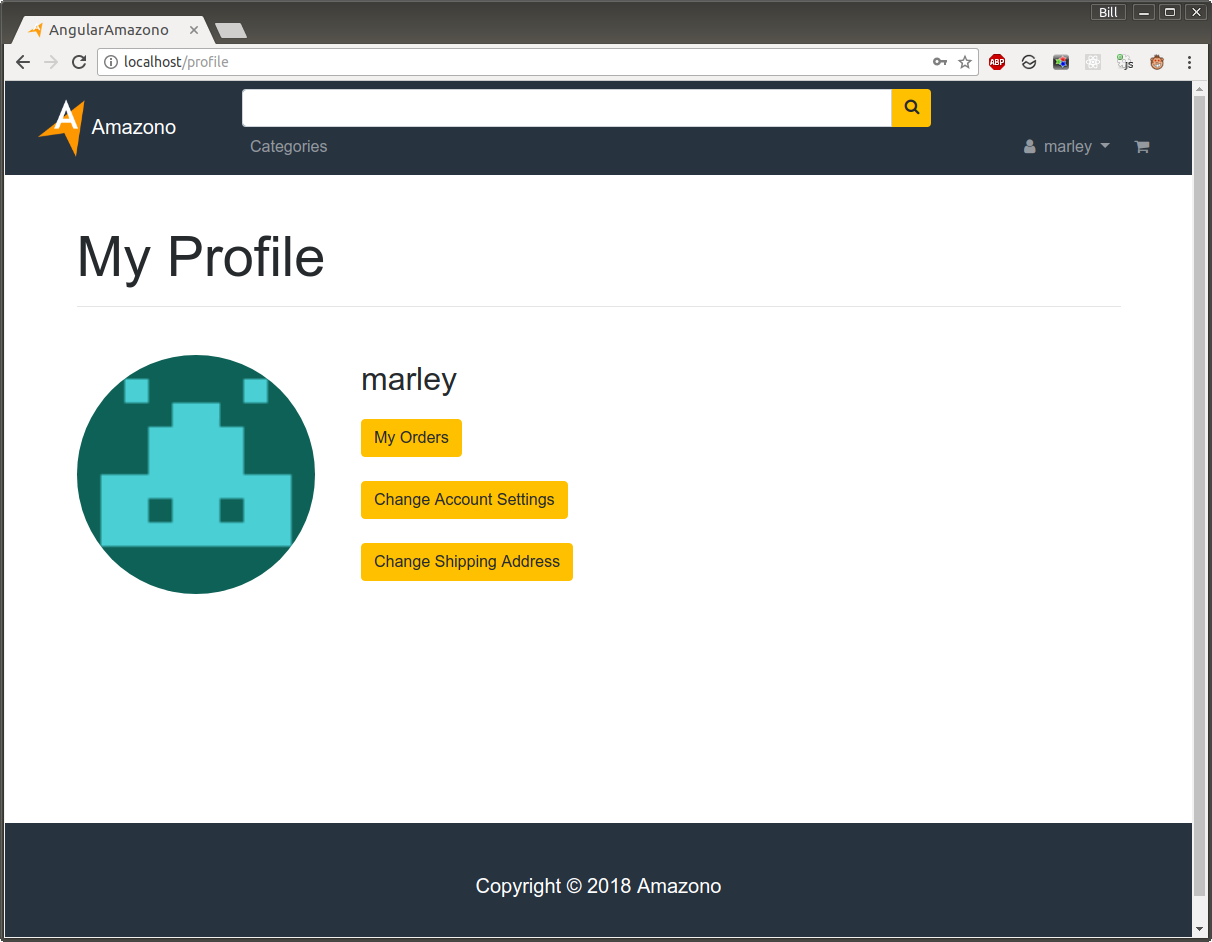 Bill
AngularAmazono
localhost/profile
ABP
JS
A
Amazono
Categories
marley
My Profile
marley
My Orders
Change Account Settings
Change Shipping Address
Copyright © 2018 Amazono